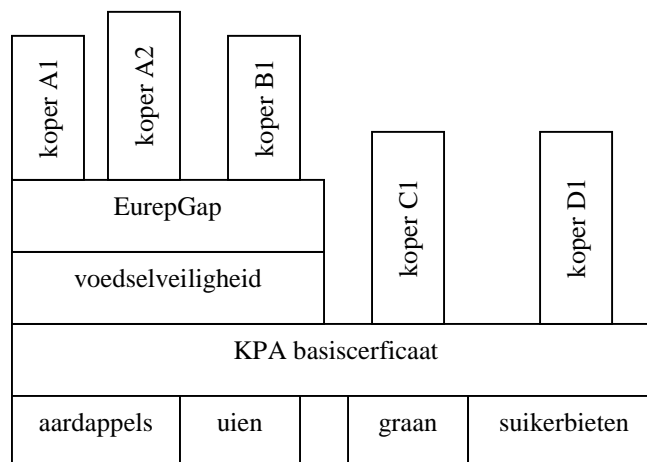 koper A1
koper A2
koper B1
koper C1
koper D1
EurepGap
voedselveiligheid
KPA basiscerficaat
aardappels
uien
graan
suikerbieten